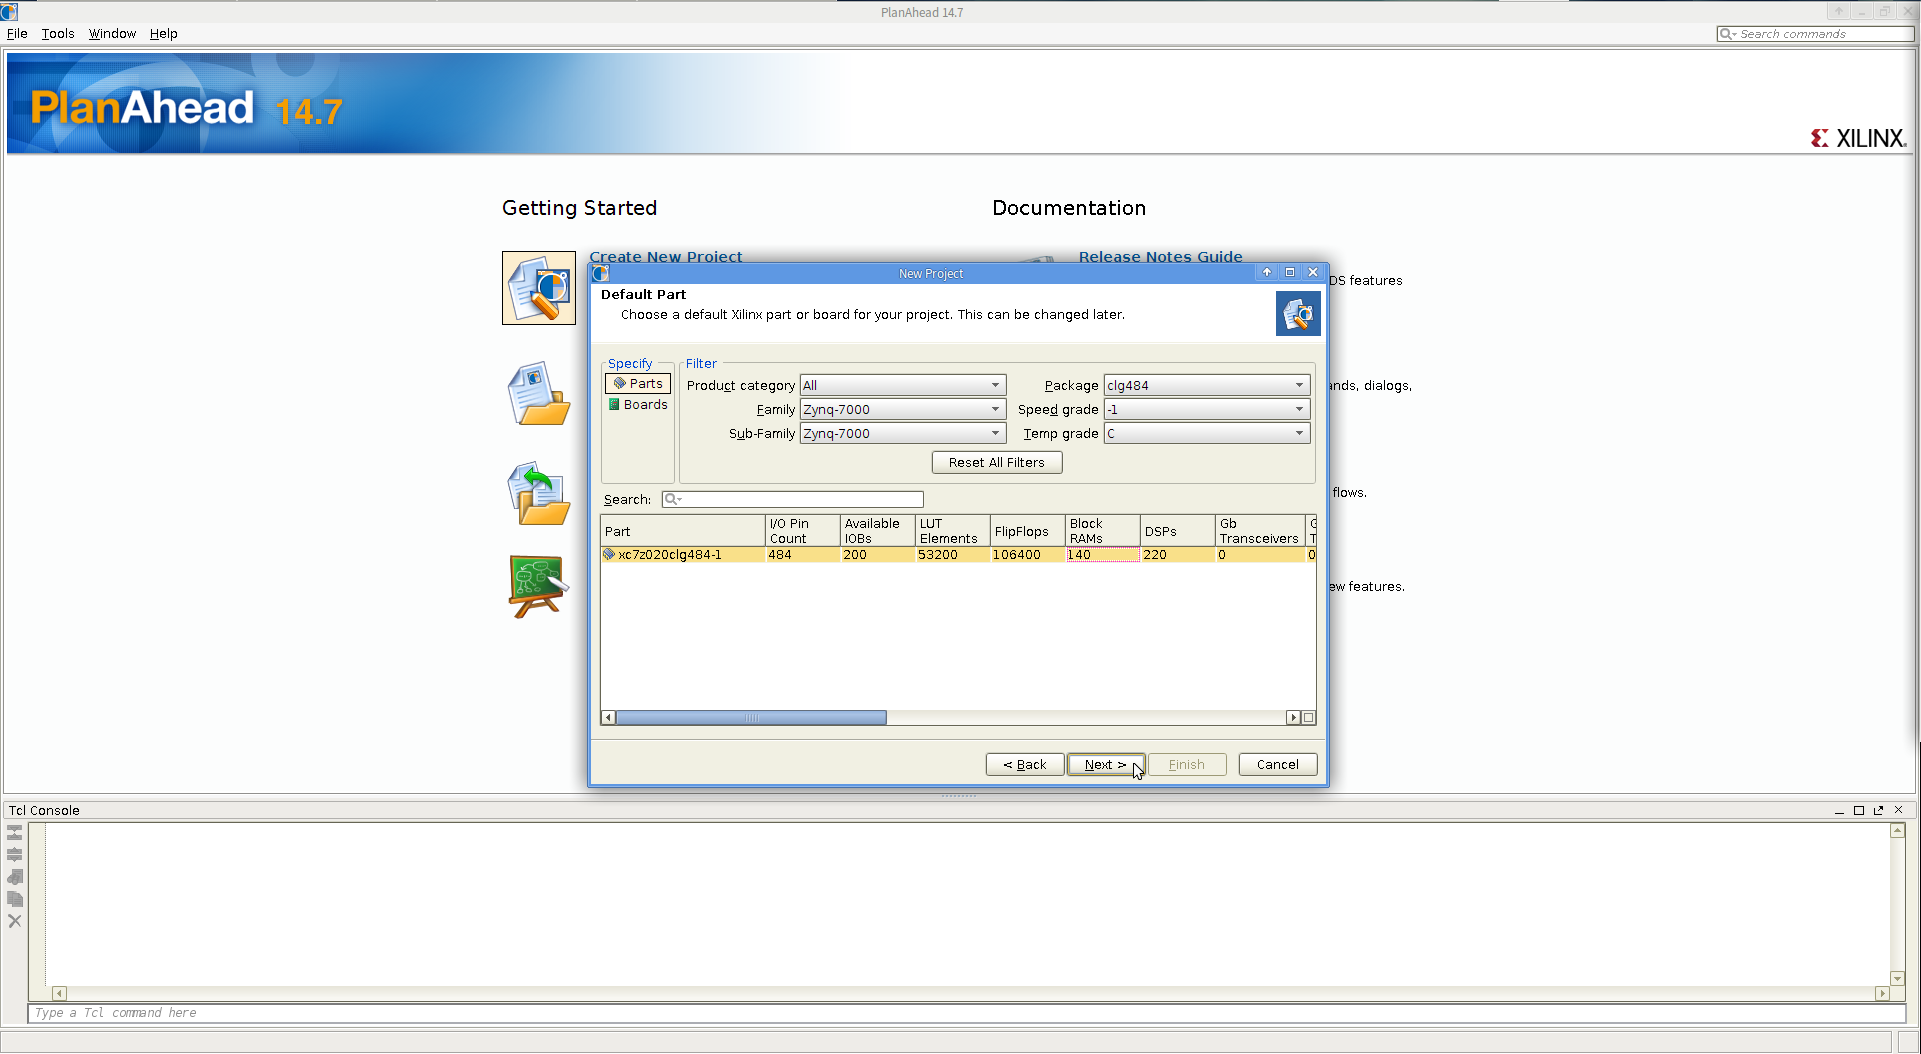 PlanAhead 14.7
File Tools Window Help
Search commands
PlanAhead 14.7
XILINX
Getting Started
Documentation
Create New Project
Release Notes Guide
New Project
Default Part
Choose a default Xilinx part or board for your project. This can be changed later.
DS features
Specify
Parts
Boards
Filter
Product category All
Package clg484
Family Zynq-7000
Speed grade -1
Sub-Family Zynq-7000
Temp grade C
Reset All Filters
nds, dialogs,
flows.
Search:
Part I/O Pin Count Available IOBs LUT Elements FlipFlops Block RAMs DSPs Gb Transceivers
xc7z020clg484-1 484 200 53200 106400 140 220 0 0
ew features.
< Back Next > Finish Cancel
Tcl Console
Type a Tcl command here